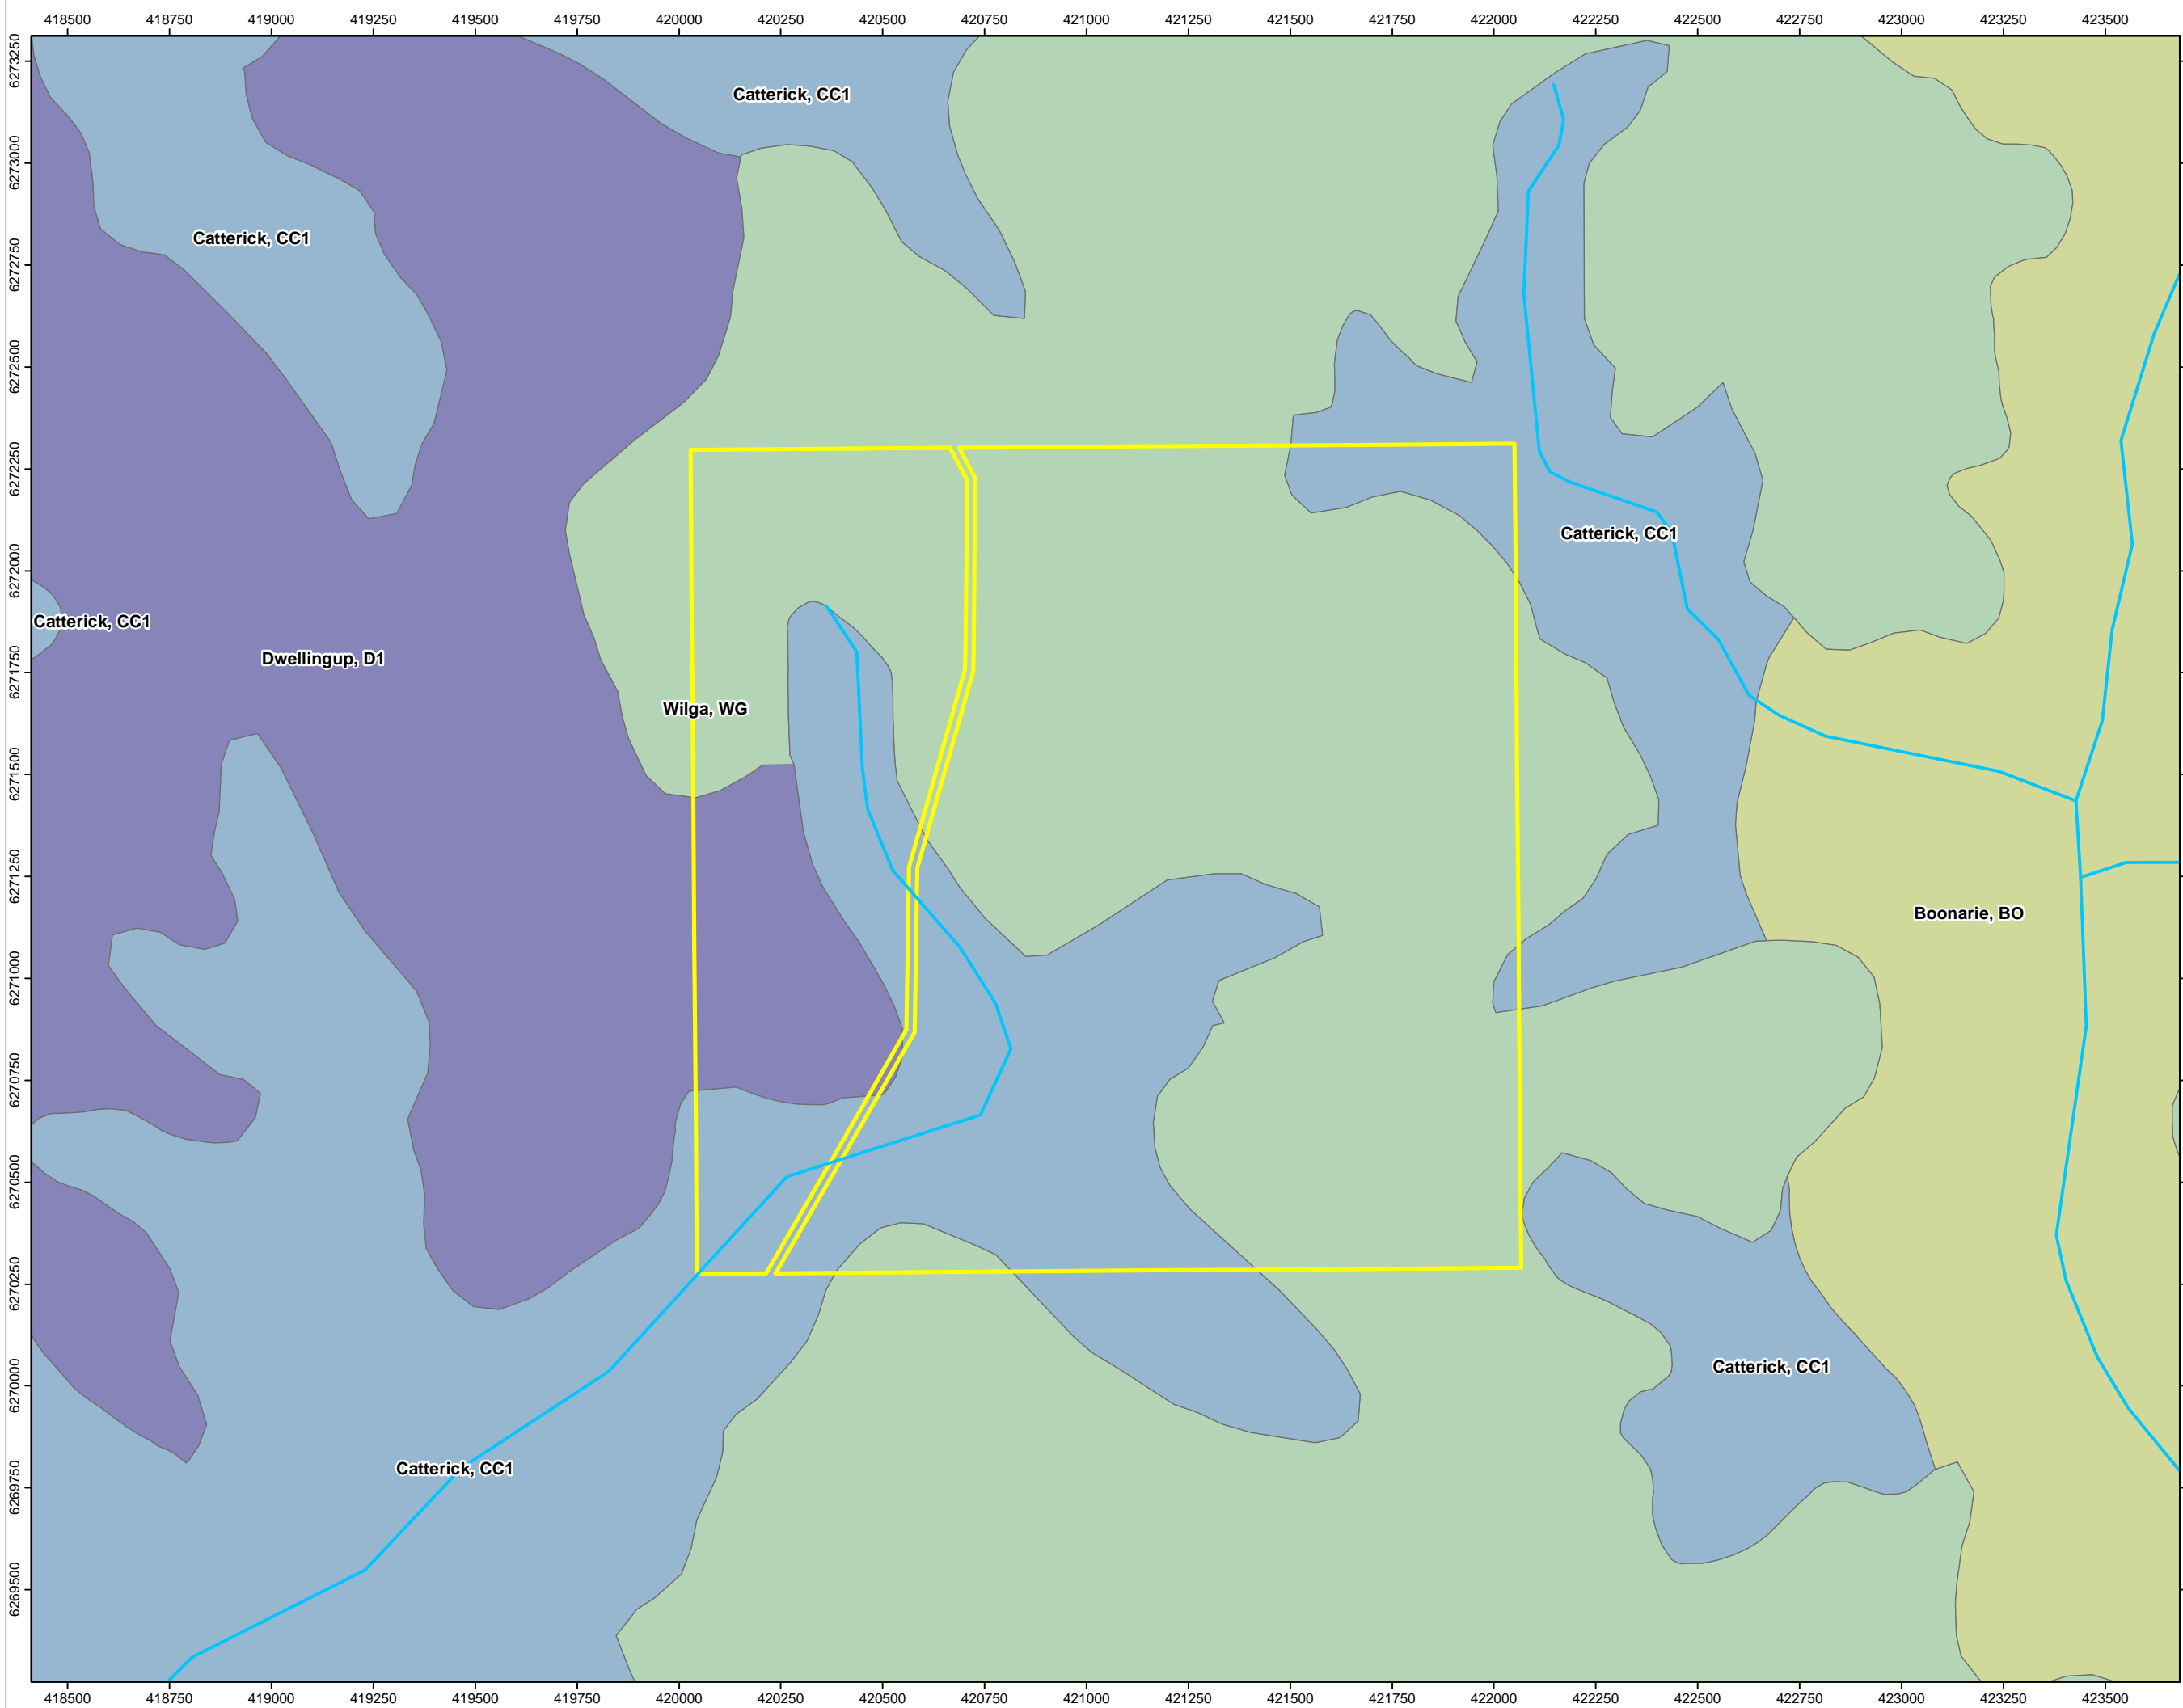 418500 418750 419000 419250 419500 419750 420000 420250 420500 420750 421000 421250 421500 421750 422000 422250 422500 422750 423000 423250 423500
6273250
Catterick, CC1
6273000
Catterick, CC1
6272750
6272500
6272250
Catterick, CC1
6272000
Catterick, CC1
Dwellingup, D1
6271750
Wilga, WG
6271500
6271250
Boonarie, BO
6271000
6270750
6270500
6270250
Catterick, CC1
6270000
Catterick, CC1
6269750
6269500
418500 418750 419000 419250 419500 419750 420000 420250 420500 420750 421000 421250 421500 421750 422000 422250 422500 422750 423000 423250 423500